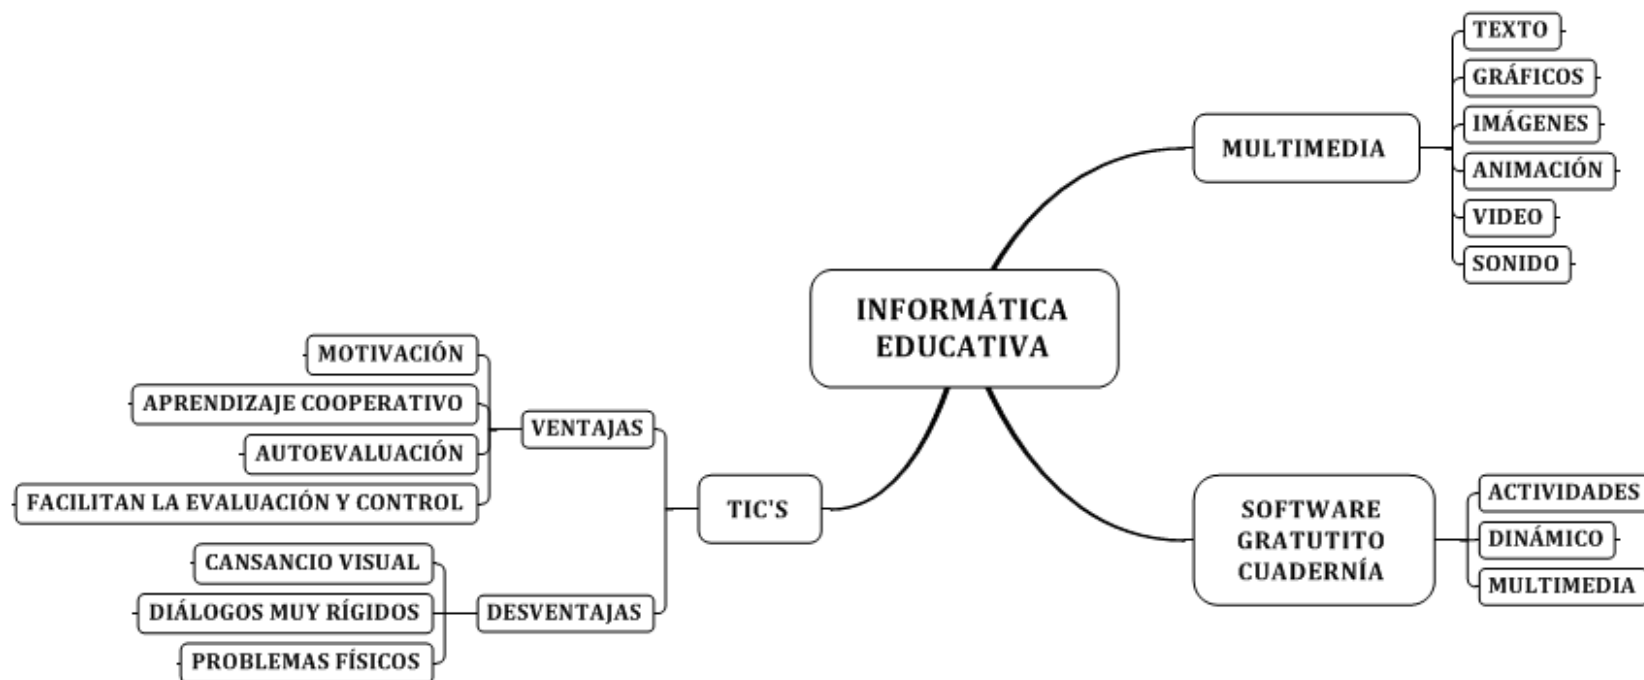 INFORMÁTICA
EDUCATIVA
MULTIMEDIA
TEXTO
GRÁFICOS
IMÁGENES
ANIMACIÓN
VIDEO
SONIDO
SOFTWARE
GRATUTITO
CUADERNÍA
ACTIVIDADES
DINÁMICO
MULTIMEDIA
TIC'S
VENTAJAS
MOTIVACIÓN
APRENDIZAJE COOPERATIVO
AUTOEVALUACIÓN
FACILITAN LA EVALUACIÓN Y CONTROL
DESVENTAJAS
CANSANCIO VISUAL
DIÁLOGOS MUY RÍGIDOS
PROBLEMAS FÍSICOS